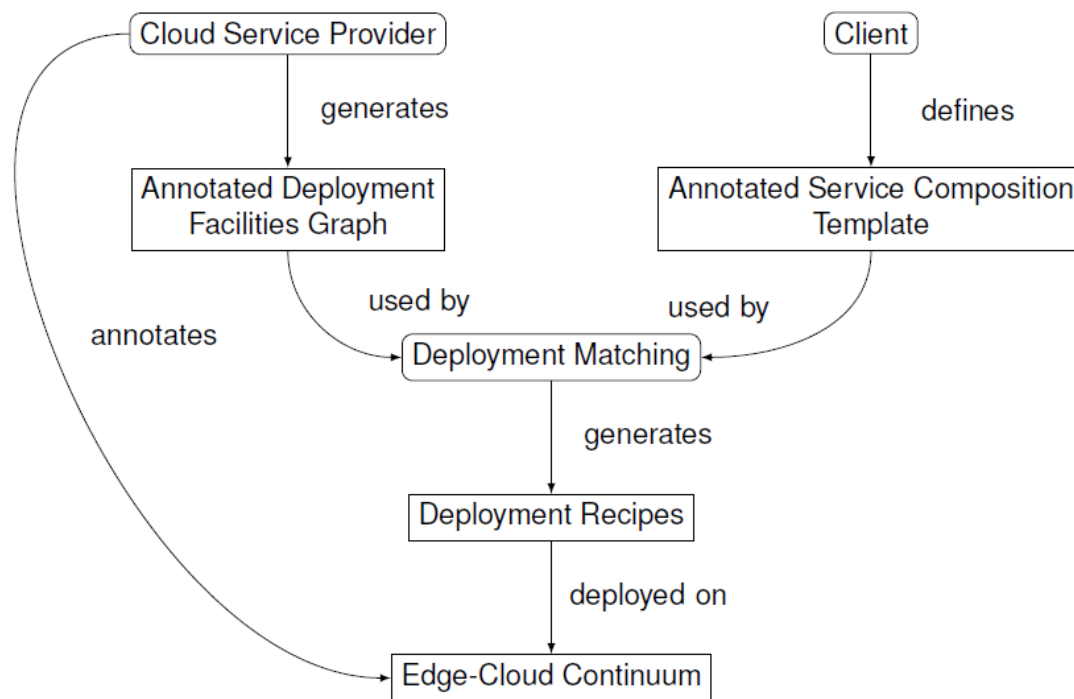 Cloud Service Provider
Client
generates
defines
Annotated Deployment
Facilities Graph
Annotated Service Composition
Template
used by
used by
annotates
Deployment Matching
generates
Deployment Recipes
deployed on
Edge-Cloud Continuum